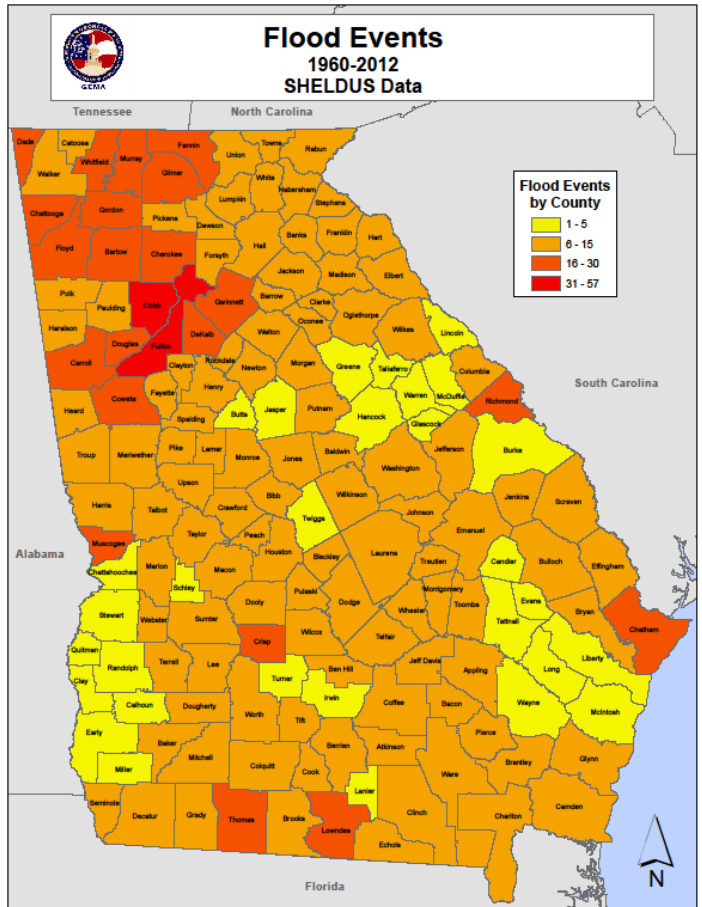 Flood Events
1960-2012
SHELDUS Data
GEMA
Tennessee
North Carolina
Flood Events
by County
1 - 5
6 - 15
16 - 30
31 - 57
Dade
Catoosa
Fannin
Towns
Rabun
Walker
Whitfield
Murray
Union
Gilmer
White
Habersham
Lumpkin
Stephens
Chattooga
Gordon
Pickens
Dawson
Banks
Franklin
Hart
Floyd
Bartow
Cherokee
Forsyth
Hall
Jackson
Madison
Elbert
Polk
Paulding
Cobb
Gwinnett
Barrow
Clarke
Oconee
Oglethorpe
Wilkes
Lincoln
Haralson
Douglas
Fulton
DeKalb
Walton
Carroll
Clayton
Rockdale
Newton
Morgan
Greene
Taliaferro
Columbia
Warren
McDuffie
Richmond
South Carolina
Coweta
Fayette
Henry
Heard
Spalding
Butts
Jasper
Putnam
Hancock
Glascock
Burke
Troup
Meriwether
Pike
Lamar
Monroe
Jones
Baldwin
Washington
Jefferson
Upson
Harris
Talbot
Crawford
Bibb
Wilkinson
Johnson
Jenkins
Screven
Twiggs
Emanuel
Muscogee
Taylor
Peach
Houston
Alabama
Chattahoochee
Marion
Macon
Bleckley
Laurens
Treutlen
Candler
Bulloch
Effingham
Schley
Pulaski
Montgomery
Stewart
Webster
Sumter
Dooly
Dodge
Wheeler
Toombs
Evans
Tattnall
Bryan
Chatham
Wilcox
Telfair
Quitman
Randolph
Terrell
Lee
Crisp
Ben Hill
Jeff Davis
Appling
Long
Liberty
Clay
Turner
Irwin
Calhoun
Dougherty
Worth
Tift
Coffee
Bacon
Wayne
McIntosh
Early
Baker
Mitchell
Berrien
Atkinson
Pierce
Miller
Colquitt
Cook
Ware
Brantley
Glynn
Lanier
Seminole
Decatur
Grady
Thomas
Brooks
Lowndes
Clinch
Charlton
Camden
Echols
Florida
N